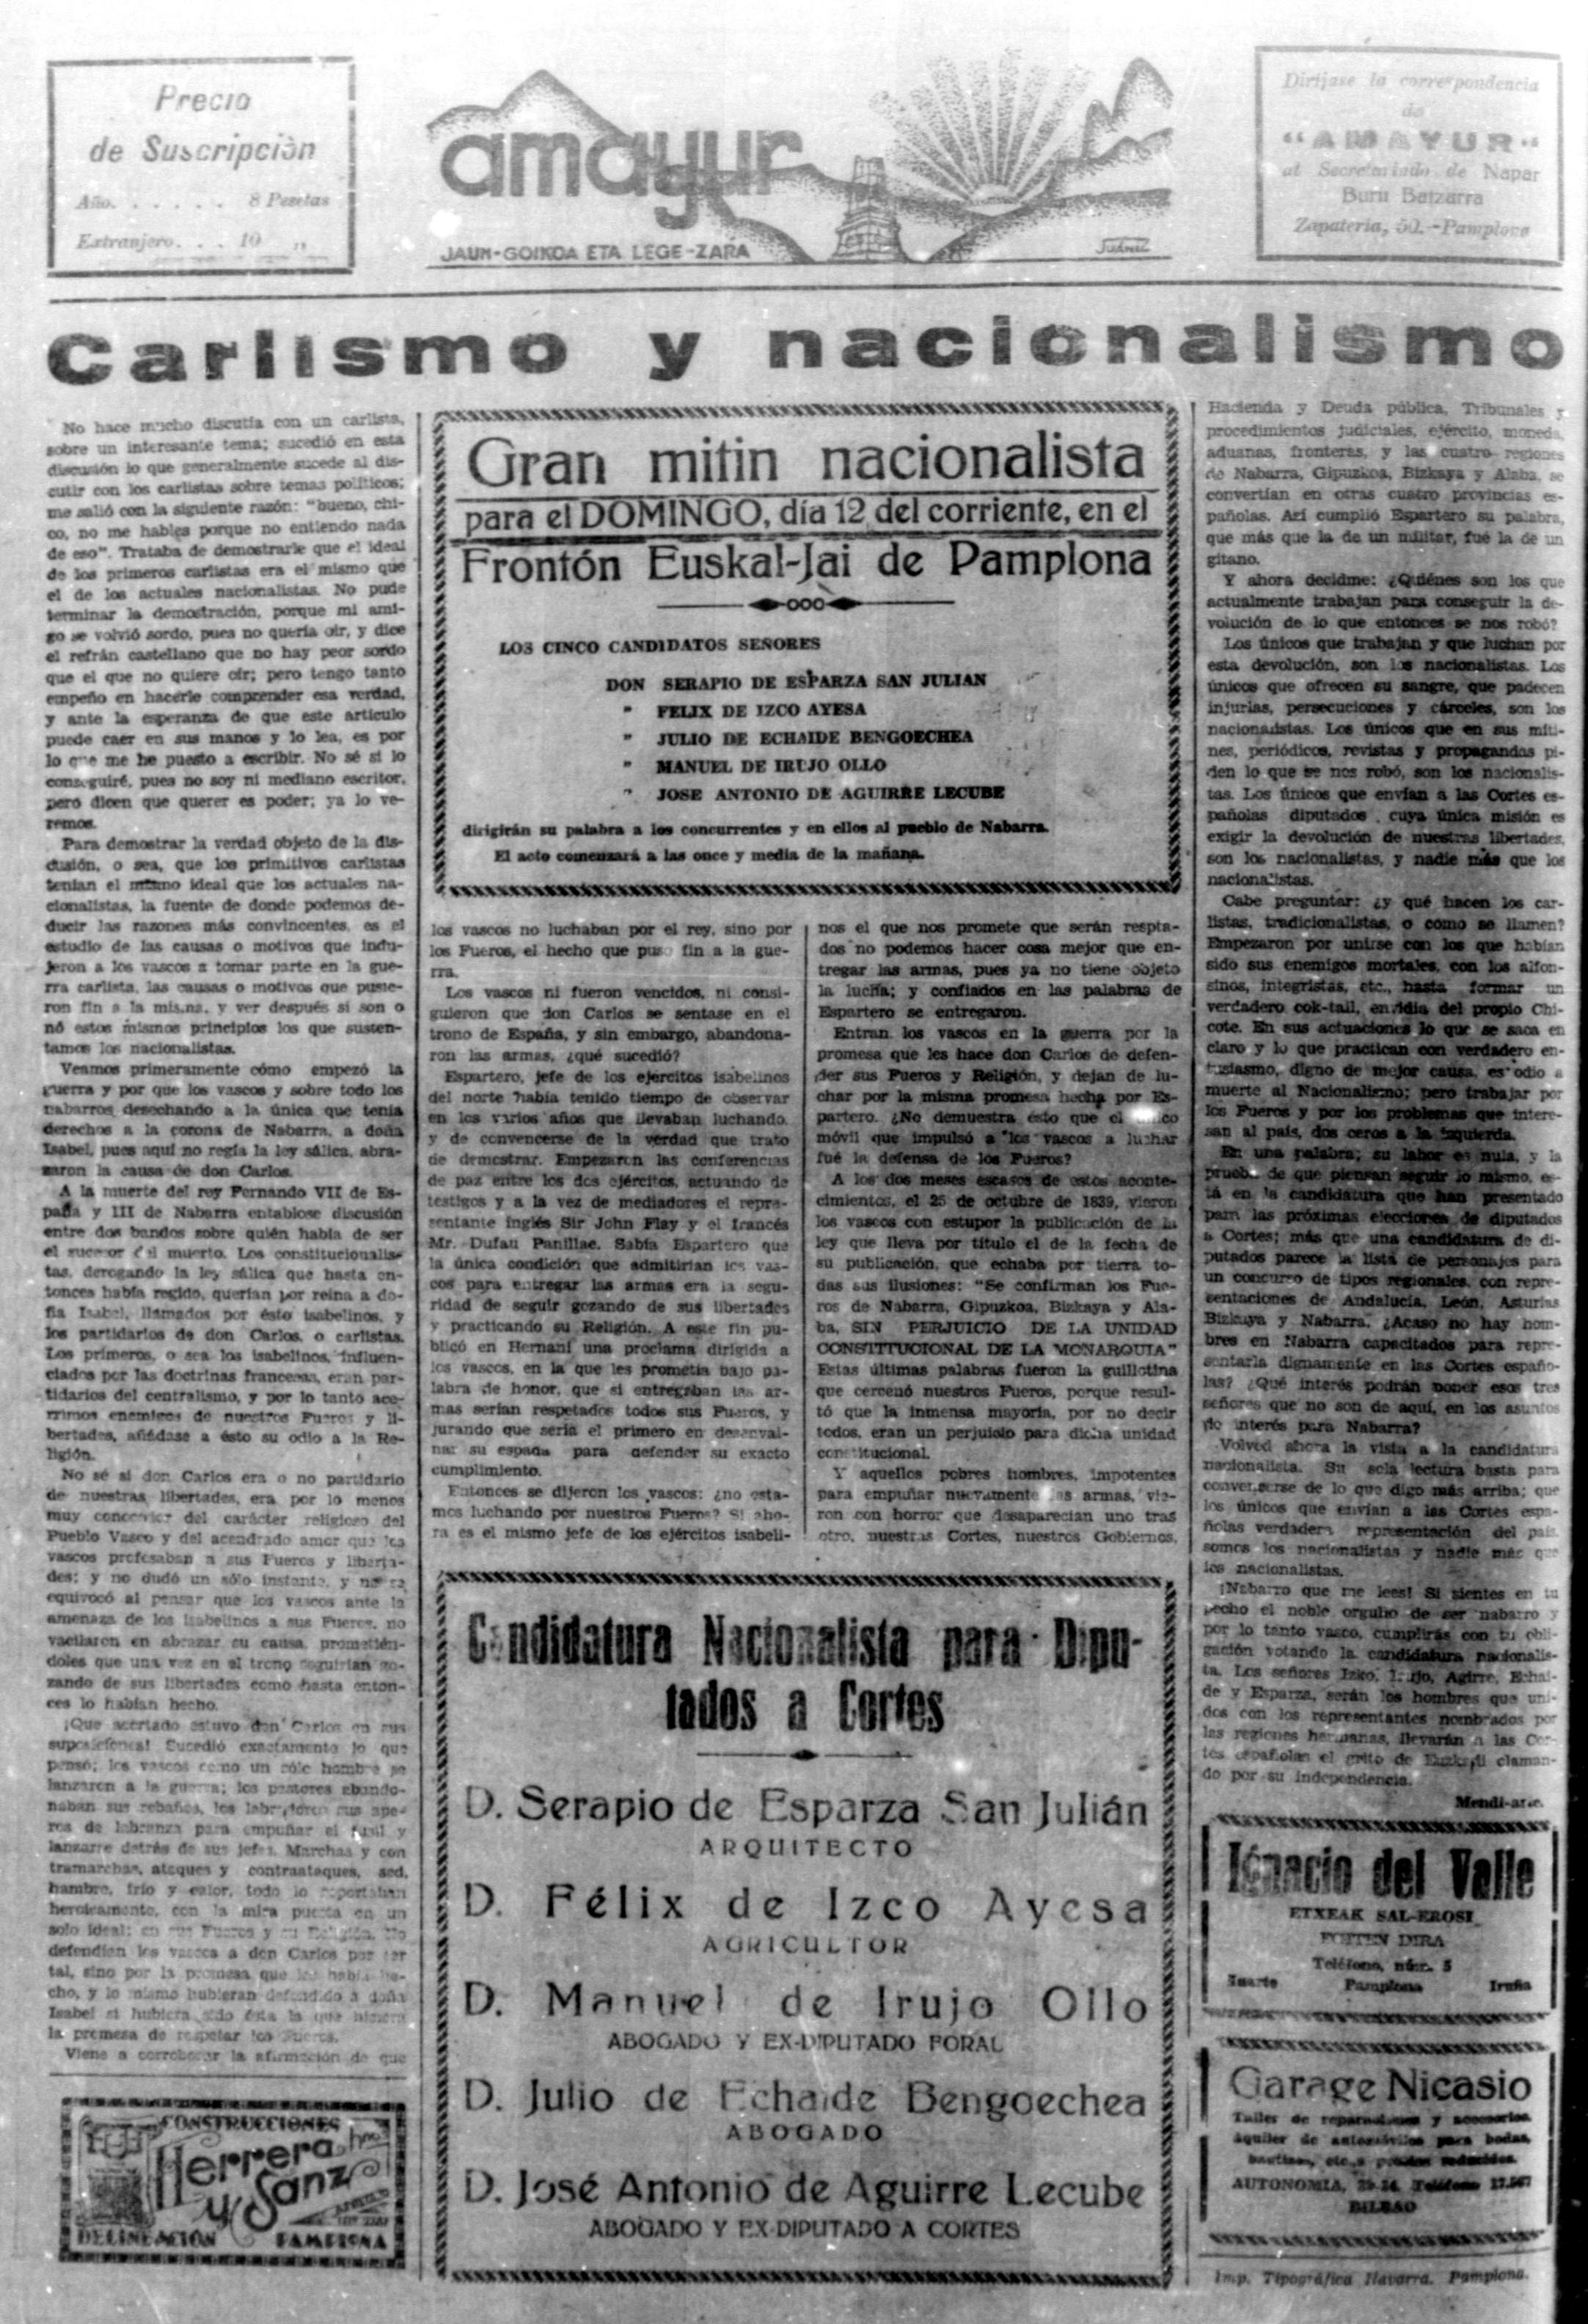 Precio
de Suscripción
Año. . . . . . 8 Pesetas
Extranjero. . . 10 „
amayur
JAUN-GOIKOA ETA LEGE-ZARA
Diríjase la correspondencia
de
"AMAYUR"
al Secretariado de Napar
Buru Batzarra
Zapatería, 50.-Pamplona
Carlismo y nacionalismo
No hace mucho discutía con un carlista,
sobre un interesante tema; sucedió en esta
discusión lo que generalmente sucede al dis-
cutir con los carlistas sobre temas políticos;
me salió con la siguiente razón: "bueno, chi-
co, no me hables porque no entiendo nada
de eso". Trataba de demostrarle que el ideal
de los primeros carlistas era el mismo que
el de los actuales nacionalistas. No pude
terminar la demostración, porque mi ami-
go se volvió sordo, pues no quería oir, y dice
el refrán castellano que no hay peor sordo
que el que no quiere oir; pero tengo tanto
empeño en hacerle comprender esa verdad,
y ante la esperanza de que este artículo
puede caer en sus manos y lo lea, es por
lo que me he puesto a escribir. No sé si lo
conseguiré, pues no soy ni mediano escritor,
pero dicen que querer es poder; ya lo ve-
remos.
Para demostrar la verdad objeto de la dis-
cusión, o sea, que los primitivos carlistas
tenían el mismo ideal que los actuales na-
cionalistas, la fuente de donde podemos de-
ducir las razones más convincentes, es el
estudio de las causas o motivos que indu-
jeron a los vascos a tomar parte en la gue-
rra carlista, las causas o motivos que pusie-
ron fin a la misma, y ver después si son o
nó estos mismos principios los que susten-
tamos los nacionalistas.
Veamos primeramente cómo empezó la
guerra y por que los vascos y sobre todo los
nabarros, desechando a la única que tenía
derechos a la corona de Nabarra, a doña
Isabel, pues aquí no regía la ley sálica, abra-
zaron la causa de don Carlos.
A la muerte del rey Fernando VII de Es-
paña y III de Nabarra entablose discusión
entre dos bandos sobre quién había de ser
el sucesor del muerto. Los constitucionalis-
tas, derogando la ley sálica que hasta en-
tonces había regido, querían por reina a do-
ña Isabel, llamados por ésto isabelinos, y
los partidarios de don Carlos, o carlistas.
Los primeros, o sea los isabelinos, influen-
ciados por las doctrinas francesas, eran par-
tidarios del centralismo, y por lo tanto ace-
rrimos enemigos de nuestros Fueros y li-
bertades, añádase a ésto su odio a la Re-
ligión.
No sé si don Carlos era o no partidario
de nuestras libertades, era por lo menos
muy conocedor del carácter religioso del
Pueblo Vasco y del acendrado amor que los
vascos profesaban a sus Fueros y liberta-
des; y no dudó un sólo instante, y no se
equivocó al pensar que los vascos ante la
amenaza de los isabelinos a sus Fueros, no
vacilaron en abrazar su causa, prometién-
doles que una vez en el trono seguirían go-
zando de sus libertades como hasta enton-
ces lo habían hecho.
¡Que acertado estuvo don Carlos en sus
suposiciones! Sucedió exactamente lo que
pensó; los vascos como un sólo hombre se
lanzaron a la guerra; los pastores abando-
naban sus rebaños, los labradores sus ape-
ros de labranza para empuñar el fusil y
lanzarre detrás de sus jefes. Marchas y con
tramarchas, ataques y contraataques, sed,
hambre, frío y calor, todo lo soportaban
heroicamente, con la mira puesta en un
solo ideal: en sus Fueros y su Religión. No
defendían los vascos a don Carlos por ser
tal, sino por la promesa que les había he-
cho, y lo mismo hubieran defendido a doña
Isabel si hubiera sido ésta la que hiciera
la promesa de respetar los Fueros.
Viene a corroborar la afirmación de que
CONSTRUCCIONES
Herrera hno
y Sanz
DELINEACIÓN
PAMPLONA
Gran mitin nacionalista
para el DOMINGO, día 12 del corriente, en el
Frontón Euskal-Jai de Pamplona
LOS CINCO CANDIDATOS SEÑORES
DON SERAPIO DE ESPARZA SAN JULIAN
" FELIX DE IZCO AYESA
" JULIO DE ECHAIDE BENGOECHEA
" MANUEL DE IRUJO OLLO
" JOSE ANTONIO DE AGUIRRE LECUBE
dirigirán su palabra a los concurrentes y en ellos al pueblo de Nabarra.
El acto comenzará a las once y media de la mañana.
los vascos no luchaban por el rey, sino por
los Fueros, el hecho que puso fin a la gue-
rra.
Los vascos ni fueron vencidos, ni consi-
guieron que don Carlos se sentase en el
trono de España, y sin embargo, abandona-
ron las armas, ¿qué sucedió?
Espartero, jefe de los ejércitos isabelinos
del norte había tenido tiempo de observar
en los varios años que llevaban luchando,
y de convencerse de la verdad que trato
de demostrar. Empezaron las conferencias
de paz entre los dos ejércitos, actuando de
testigos y a la vez de mediadores el repre-
sentante inglés Sir John Flay y el francés
Mr. Dufau Panillae. Sabía Espartero que
la única condición que admitirían los vas-
cos para entregar las armas era la segu-
ridad de seguir gozando de sus libertades
y practicando su Religión. A este fin pu-
blicó en Hernani una proclama dirigida a
los vascos, en la que les prometía bajo pa-
labra de honor, que si entregaban las ar-
mas serían respetados todos sus Fueros, y
jurando que sería el primero en desenvai-
nar su espada para defender su exacto
cumplimiento.
Entonces se dijeron los vascos: ¿no esta-
mos luchando por nuestros Fueros? Si aho-
ra es el mismo jefe de los ejércitos isabeli-
nos el que nos promete que serán respta-
dos no podemos hacer cosa mejor que en-
tregar las armas, pues ya no tiene objeto
la lucha; y confiados en las palabras de
Espartero se entregaron.
Entran los vascos en la guerra por la
promesa que les hace don Carlos de defen-
der sus Fueros y Religión, y dejan de lu-
char por la misma promesa hecha por Es-
partero. ¿No demuestra ésto que el
móvil que impulsó a los vascos a luchar
fué la defensa de los Fueros?
A los dos meses escasos de estos aconte-
cimientos, el 25 de octubre de 1839, vieron
los vascos con estupor la publicación de la
ley que lleva por título el de la fecha de
su publicación, que echaba por tierra to-
das sus ilusiones: "Se confirman los Fue-
ros de Nabarra, Gipuzkoa, Bizkaya y Ala-
ba, SIN PERJUICIO DE LA UNIDAD
CONSTITUCIONAL DE LA MONARQUIA"
Estas últimas palabras fueron la guillotina
que cercenó nuestros Fueros, porque resul-
tó que la inmensa mayoría, por no decir
todos, eran un perjuicio para dicha unidad
constitucional.
Y aquellos pobres hombres, impotentes
para empuñar nuevamente las armas, vie-
ron con horror que desaparecían uno tras
otro, nuestras Cortes, nuestros Gobiernos,
Candidatura Nacionalista para Dipu-
tados a Cortes
D. Serapio de Esparza San Julián
ARQUITECTO
D. Félix de Izco Ayesa
AGRICULTOR
D. Manuel de Irujo Ollo
ABOGADO Y EX-DIPUTADO FORAL
D. Julio de Echaide Bengoechea
ABOGADO
D. José Antonio de Aguirre Lecube
ABOGADO Y EX-DIPUTADO A CORTES
Hacienda y Deuda pública, Tribunales y
procedimientos judiciales, ejército, moneda,
aduanas, fronteras, y las cuatro regiones
de Nabarra, Gipuzkoa, Bizkaya y Alaba, se
convertían en otras cuatro provincias es-
pañolas. Así cumplió Espartero su palabra,
que más que la de un militar, fué la de un
gitano.
Y ahora decidme: ¿Quiénes son los que
actualmente trabajan para conseguir la de-
volución de lo que entonces se nos robó?
Los únicos que trabajan y que luchan por
esta devolución, son los nacionalistas. Los
únicos que ofrecen su sangre, que padecen
injurias, persecuciones y cárceles, son los
nacionalistas. Los únicos que en sus míti-
nes, periódicos, revistas y propagandas pi-
den lo que se nos robó, son los nacionalis-
tas. Los únicos que envían a las Cortes es-
pañolas diputados, cuya única misión es
exigir la devolución de nuestras libertades,
son los nacionalistas, y nadie más que los
nacionalistas.
Cabe preguntar: ¿y qué hacen los car-
listas, tradicionalistas, o como se llamen?
Empezaron por unirse con los que habían
sido sus enemigos mortales, con los alfon-
sinos, integristas, etc., hasta formar un
verdadero cok-tail, envidia del propio Chi-
cote. En sus actuaciones lo que se saca en
claro y lo que practican con verdadero en-
tusiasmo, digno de mejor causa, es odio a
muerte al Nacionalismo; pero trabajar por
los Fueros y por los problemas que intere-
san al país, dos ceros a la izquierda.
En una palabra; su labor es nula, y la
prueba de que piensan seguir lo mismo, es-
tá en la candidatura que han presentado
para las próximas elecciones de diputados
a Cortes; más que una candidatura de di-
putados parece la lista de personajes para
un concurso de tipos regionales, con repre-
sentaciones de Andalucía, León, Asturias
Bizkaya y Nabarra. ¿Acaso no hay hom-
bres en Nabarra capacitados para repre-
sentarla dignamente en las Cortes españo-
las? ¿Qué interés podrán poner esos tres
señores que no son de aquí, en los asuntos
de interés para Nabarra?
Volved ahora la vista a la candidatura
nacionalista. Su sola lectura basta para
convencerse de lo que digo más arriba; que
los únicos que envían a las Cortes espa-
ñolas verdadera representación del país
somos los nacionalistas y nadie más que
los nacionalistas.
¡Nabarro que me lees! Si sientes en tu
pecho el noble orgullo de ser nabarro y
por lo tanto vasco, cumplirás con tu obli-
gación votando la candidatura nacionalis-
ta. Los señores Izko, Irujo, Agirre, Echai-
de y Esparza, serán los hombres que uni-
dos con los representantes nombrados por
las regiones hermanas, llevarán a las Cor-
tes españolas el grito de Euzkadi claman-
do por su independencia.
Mendi-
Ignacio del Valle
ETXEAK SAL-EROSI
DIRA
Teléfono, núm. 5
Huarte Pamplona Iruña
Garage Nicasio
Taller de reparaciones y accesorios
Alquiler de automóviles para bodas,
bautizos, etc., a precios reducidos.
AUTONOMIA, Teléfono
BILBAO
Imp. Tipográfica Navarra. Pamplona.